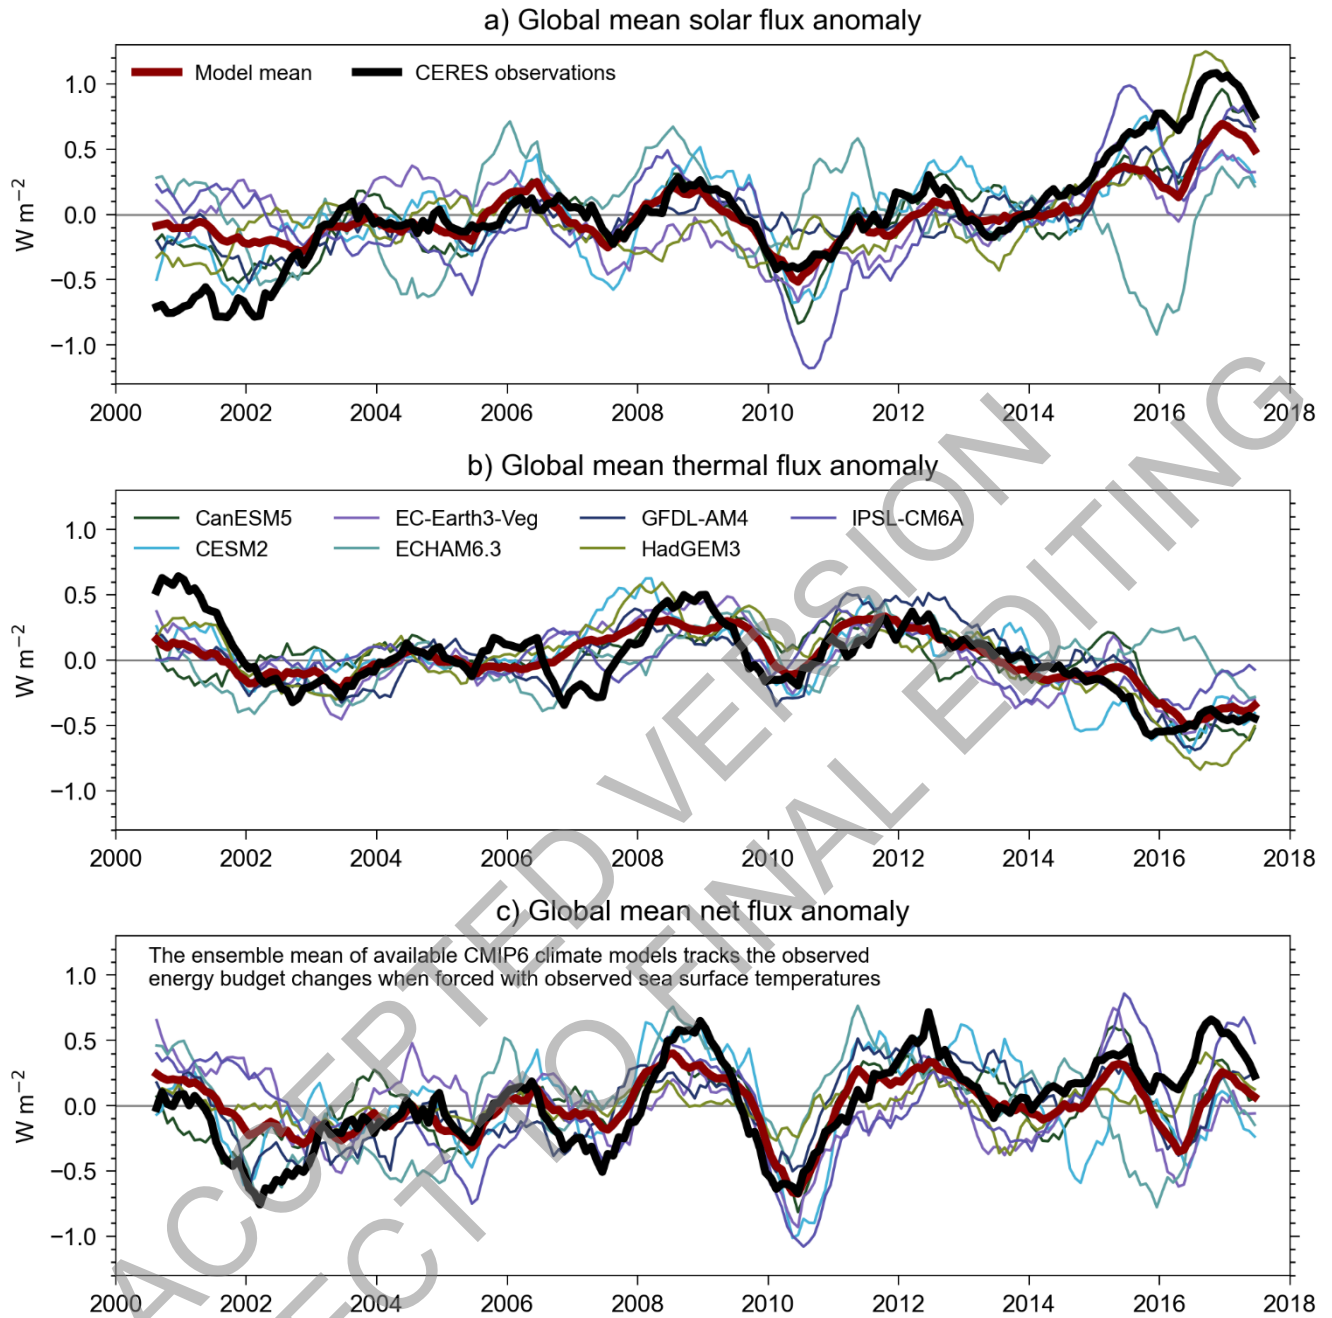 a) Global mean solar flux anomaly
Model mean
CERES observations
1.0
0.5
0.0
−0.5
−1.0
W m−2
2000 2002 2004 2006 2008 2010 2012 2014 2016 2018
b) Global mean thermal flux anomaly
CanESM5 EC-Earth3-Veg GFDL-AM4 IPSL-CM6A
CESM2 ECHAM6.3 HadGEM3
1.0
0.5
0.0
−0.5
−1.0
W m−2
2000 2002 2004 2006 2008 2010 2012 2014 2016 2018
c) Global mean net flux anomaly
The ensemble mean of available CMIP6 climate models tracks the observed
energy budget changes when forced with observed sea surface temperatures
1.0
0.5
0.0
−0.5
−1.0
W m−2
2000 2002 2004 2006 2008 2010 2012 2014 2016 2018
ACCEPTED VERSION
ECT TO FINAL EDITING